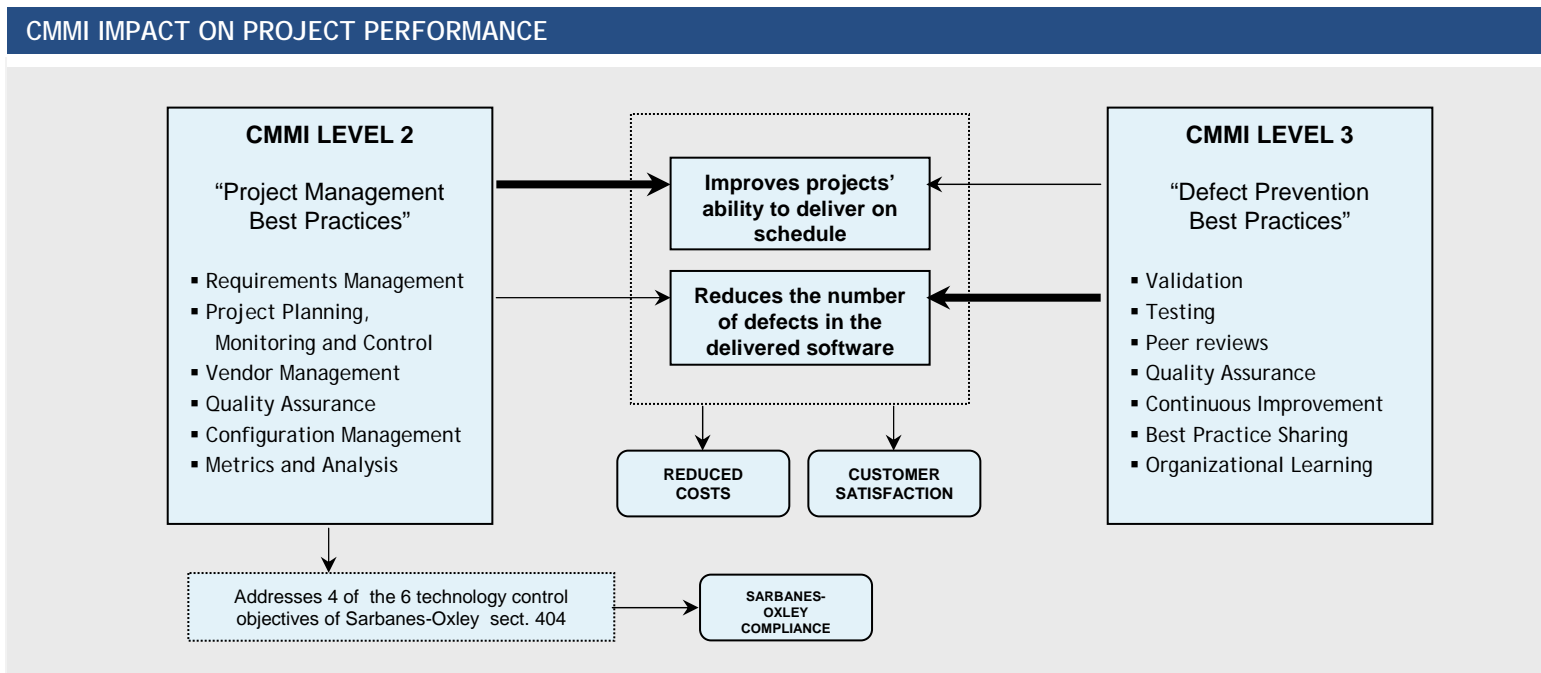 CMMI IMPACT ON PROJECT PERFORMANCE
CMMI LEVEL 2
“Project Management
Best Practices”
▪ Requirements Management
▪ Project Planning,
Monitoring and Control
▪ Vendor Management
▪ Quality Assurance
▪ Configuration Management
▪ Metrics and Analysis
Improves projects’
ability to deliver on
schedule
Reduces the number
of defects in the
delivered software
REDUCED
COSTS
CUSTOMER
SATISFACTION
CMMI LEVEL 3
“Defect Prevention
Best Practices”
▪ Validation
▪ Testing
▪ Peer reviews
▪ Quality Assurance
▪ Continuous Improvement
▪ Best Practice Sharing
▪ Organizational Learning
Addresses 4 of the 6 technology control
objectives of Sarbanes-Oxley sect. 404
SARBANES-
OXLEY
COMPLIANCE